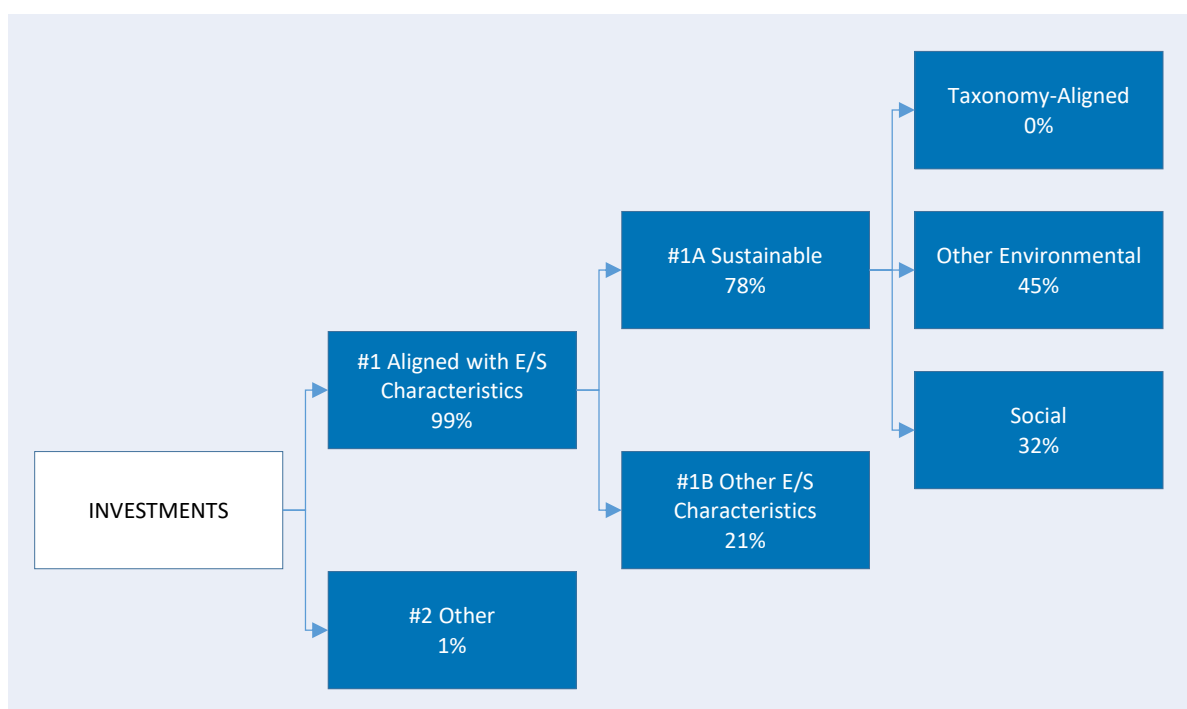 INVESTMENTS
#1 Aligned with E/S
Characteristics
99%
#2 Other
1%
#1A Sustainable
78%
#1B Other E/S
Characteristics
21%
Taxonomy-Aligned
0%
Other Environmental
45%
Social
32%